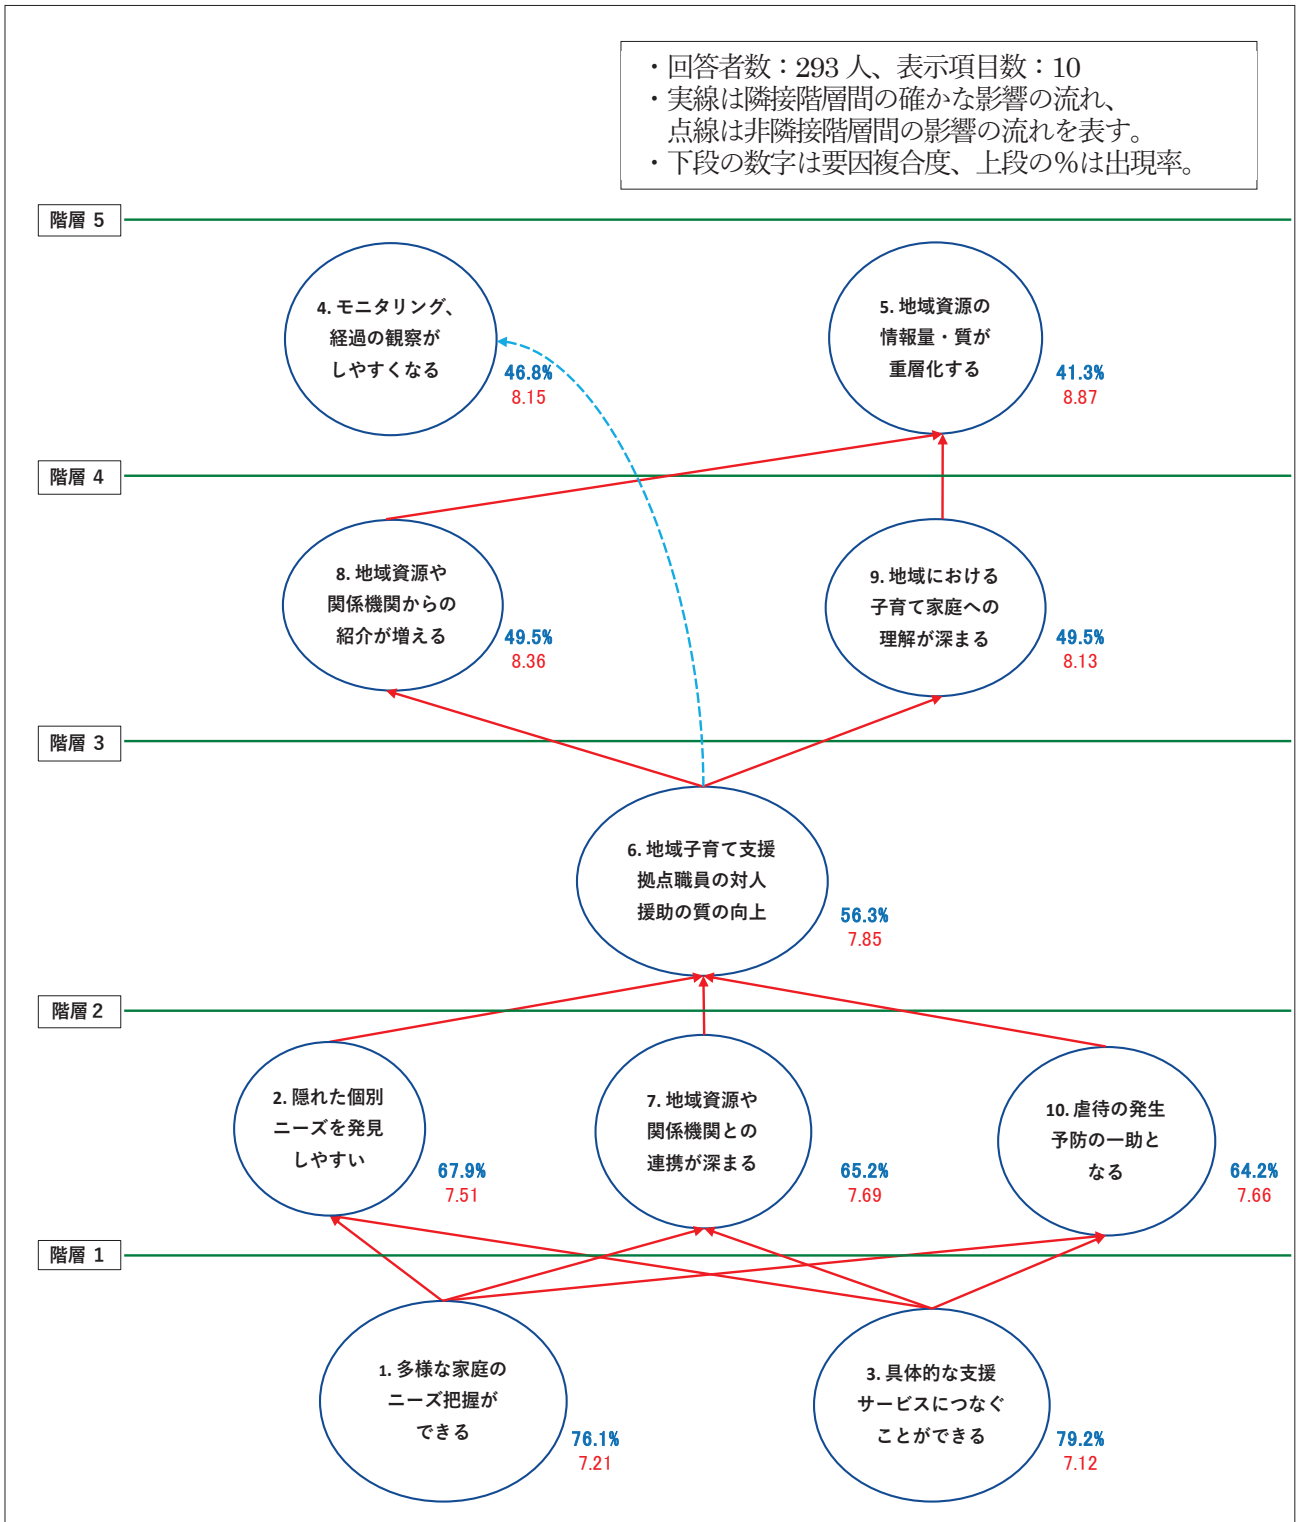 ・回答者数：293 人、表示項目数：10
・実線は隣接階層間の確かな影響の流れ、
点線は非隣接階層間の影響の流れを表す。
・下段の数字は要因複合度、上段の％は出現率。
階層 5
4. モニタリング、
経過の観察が
しやすくなる
46.8%
8.15
5. 地域資源の
情報量・質が
重層化する
41.3%
8.87
階層 4
8. 地域資源や
関係機関からの
紹介が増える
49.5%
8.36
9. 地域における
子育て家庭への
理解が深まる
49.5%
8.13
階層 3
6. 地域子育て支援
拠点職員の対人
援助の質の向上
56.3%
7.85
階層 2
2. 隠れた個別
ニーズを発見
しやすい
67.9%
7.51
7. 地域資源や
関係機関との
連携が深まる
65.2%
7.69
10. 虐待の発生
予防の一助と
なる
64.2%
7.66
階層 1
1. 多様な家庭の
ニーズ把握が
できる
76.1%
7.21
3. 具体的な支援
サービスにつなぐ
ことができる
79.2%
7.12